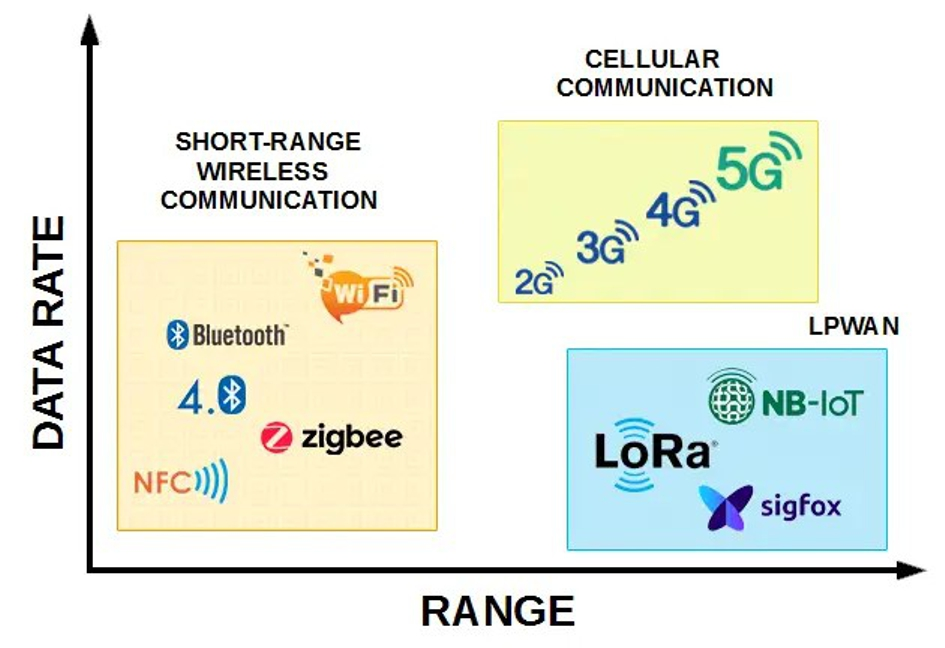 CELLULAR
COMMUNICATION
SHORT-RANGE
WIRELESS
COMMUNICATION
5G
4G
3G
2G
WiFi
Bluetooth™
4.0
zigbee
NFC
LPWAN
NB-IoT
LoRa®
sigfox
DATA RATE
RANGE